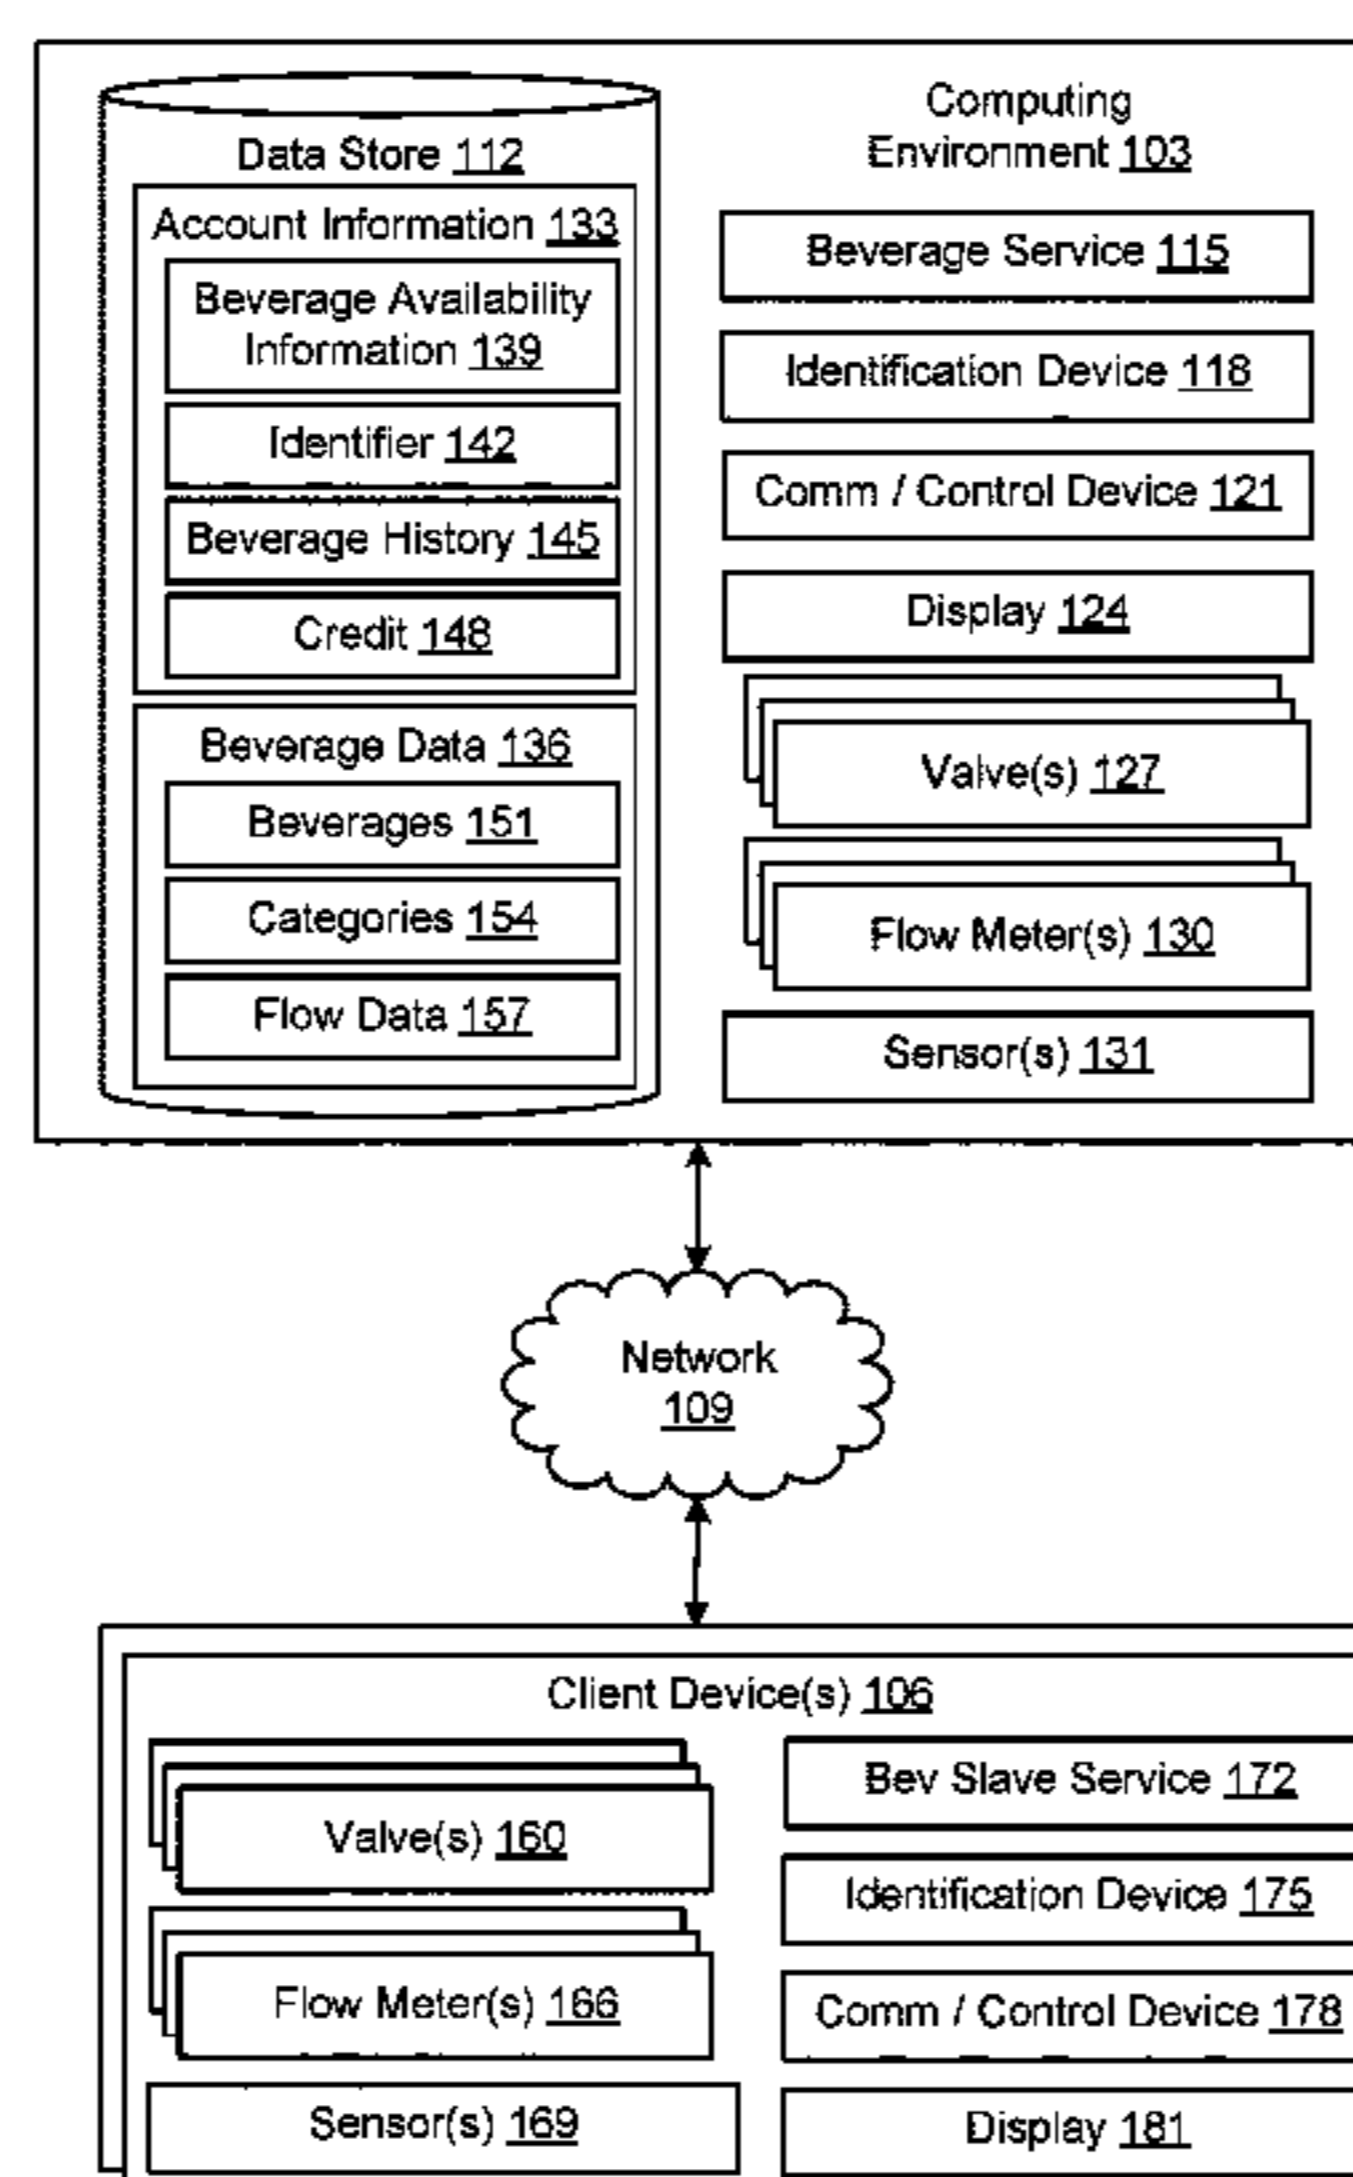 Computing
Environment 103
Data Store 112
Account Information 133
Beverage Availability
Information 139
Identifier 142
Beverage History 145
Credit 148
Beverage Data 136
Beverages 151
Categories 154
Flow Data 157
Beverage Service 115
Identification Device 118
Comm / Control Device 121
Display 124
Valve(s) 127
Flow Meter(s) 130
Sensor(s) 131
Network
109
Client Device(s) 106
Valve(s) 160
Flow Meter(s) 166
Sensor(s) 169
Bev Slave Service 172
Identification Device 175
Comm / Control Device 178
Display 181